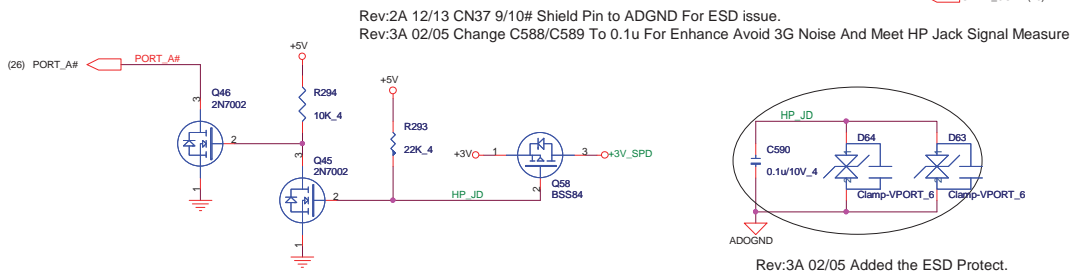 Rev:2A 12/13 CN37 9/10# Shield Pin to ADGND For ESD issue.
Rev:3A 02/05 Change C588/C589 To 0.1u For Enhance Avoid 3G Noise And Meet HP Jack Signal Measure
+5V
(26) PORT_A#
PORT_A#
Q46
2N7002
3
2
1
R294
10K_4
+5V
R293
22K_4
Q45
2N7002
3
2
1
HP_JD
+3V
1
3
+3V_SPD
2
Q58
BSS84
HP_JD
C590
0.1u/10V_4
D64
Clamp-VPORT_6
D63
Clamp-VPORT_6
ADOGND
Rev:3A 02/05 Added the ESD Protect.